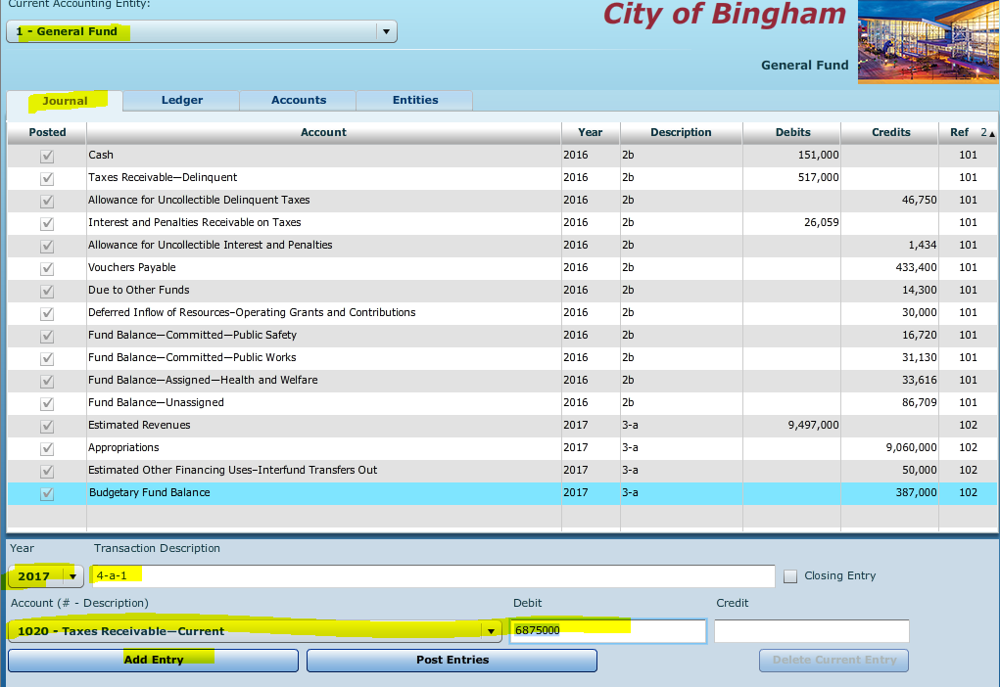 Current Accounting Entity:
1 - General Fund
City of Bingham
General Fund
Journal Ledger Accounts Entities
Posted Account Year Description Debits Credits Ref 2
Cash 2016 2b 151,000 101
Taxes Receivable—Delinquent 2016 2b 517,000 101
Allowance for Uncollectible Delinquent Taxes 2016 2b 46,750 101
Interest and Penalties Receivable on Taxes 2016 2b 26,059 101
Allowance for Uncollectible Interest and Penalties 2016 2b 1,434 101
Vouchers Payable 2016 2b 433,400 101
Due to Other Funds 2016 2b 14,300 101
Deferred Inflow of Resources–Operating Grants and Contributions 2016 2b 30,000 101
Fund Balance—Committed—Public Safety 2016 2b 16,720 101
Fund Balance—Committed—Public Works 2016 2b 31,130 101
Fund Balance—Assigned—Health and Welfare 2016 2b 33,616 101
Fund Balance—Unassigned 2016 2b 86,709 101
Estimated Revenues 2017 3-a 9,497,000 102
Appropriations 2017 3-a 9,060,000 102
Estimated Other Financing Uses–Interfund Transfers Out 2017 3-a 50,000 102
Budgetary Fund Balance 2017 3-a 387,000 102
Year Transaction Description
2017 4-a-1 Closing Entry
Account (# - Description) Debit Credit
1020 - Taxes Receivable—Current 6875000
Add Entry Post Entries Delete Current Entry